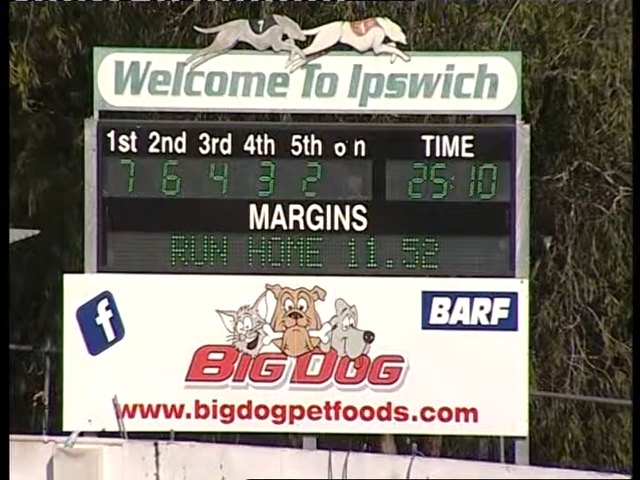 Welcome To Ipswich
1st 2nd 3rd 4th 5th on TIME
7 6 4 3 2 25:10
MARGINS
RUN HOME 11.52
f
BARF
BIG DOG
www.bigdogpetfoods.com